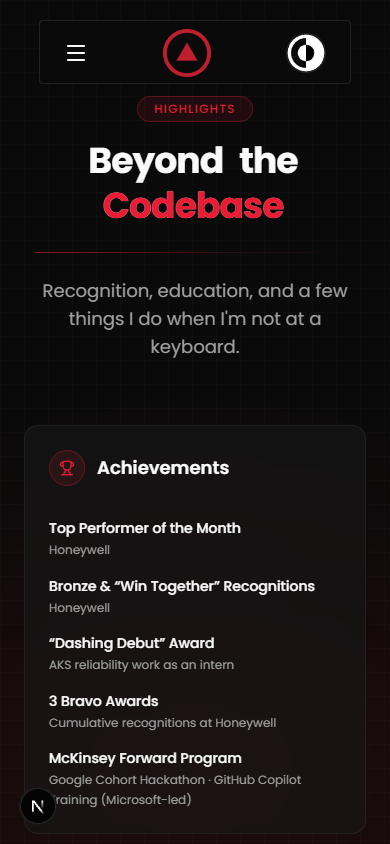 HIGHLIGHTS
Beyond the
Codebase
Recognition, education, and a few
things I do when I'm not at a
keyboard.
Achievements
Top Performer of the Month
Honeywell
Bronze & “Win Together” Recognitions
Honeywell
“Dashing Debut” Award
AKS reliability work as an intern
3 Bravo Awards
Cumulative recognitions at Honeywell
McKinsey Forward Program
Google Cohort Hackathon · GitHub Copilot
Training (Microsoft-led)
N